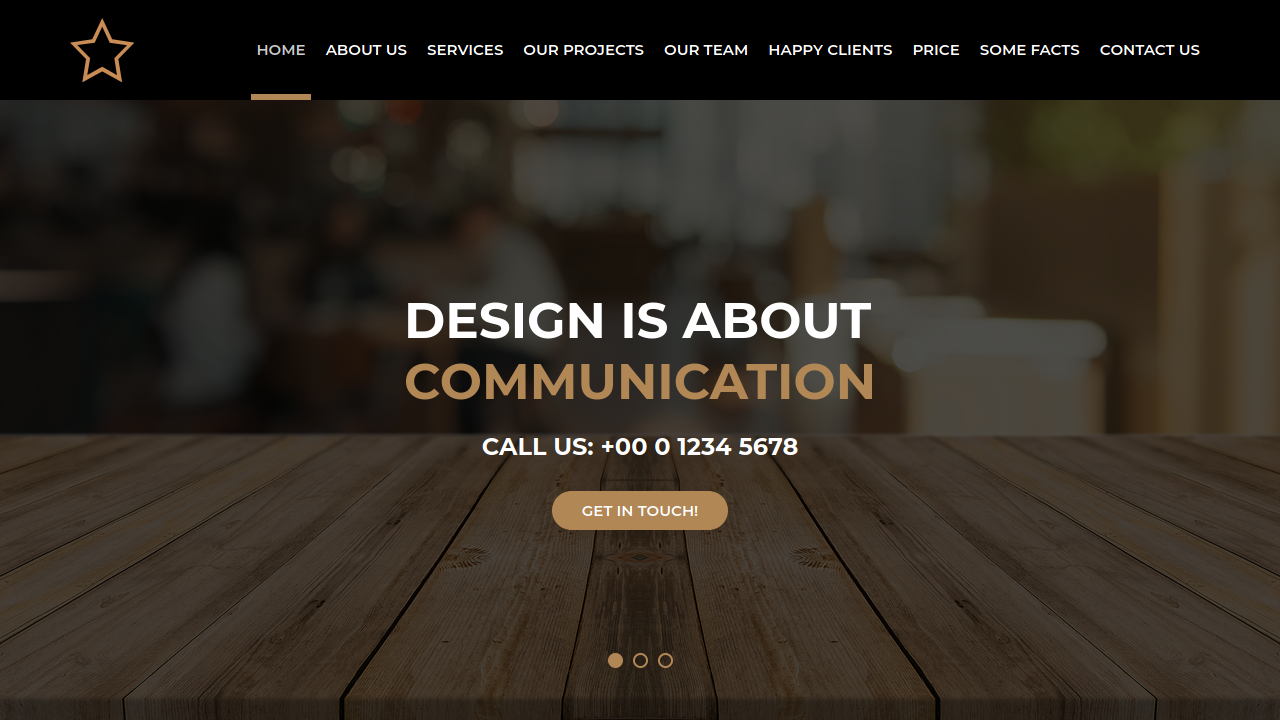 HOME ABOUT US SERVICES OUR PROJECTS OUR TEAM HAPPY CLIENTS PRICE SOME FACTS CONTACT US
DESIGN IS ABOUT
COMMUNICATION
CALL US: +00 0 1234 5678
GET IN TOUCH!